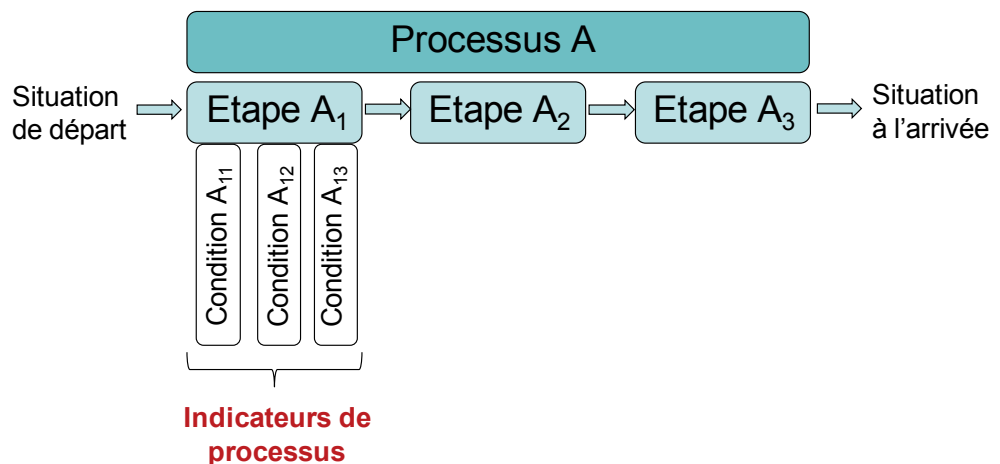 Processus A
Situation
de départ
Etape A₁
Etape A₂
Etape A₃
Situation
à l’arrivée
Condition A₁₁
Condition A₁₂
Condition A₁₃
Indicateurs de
processus